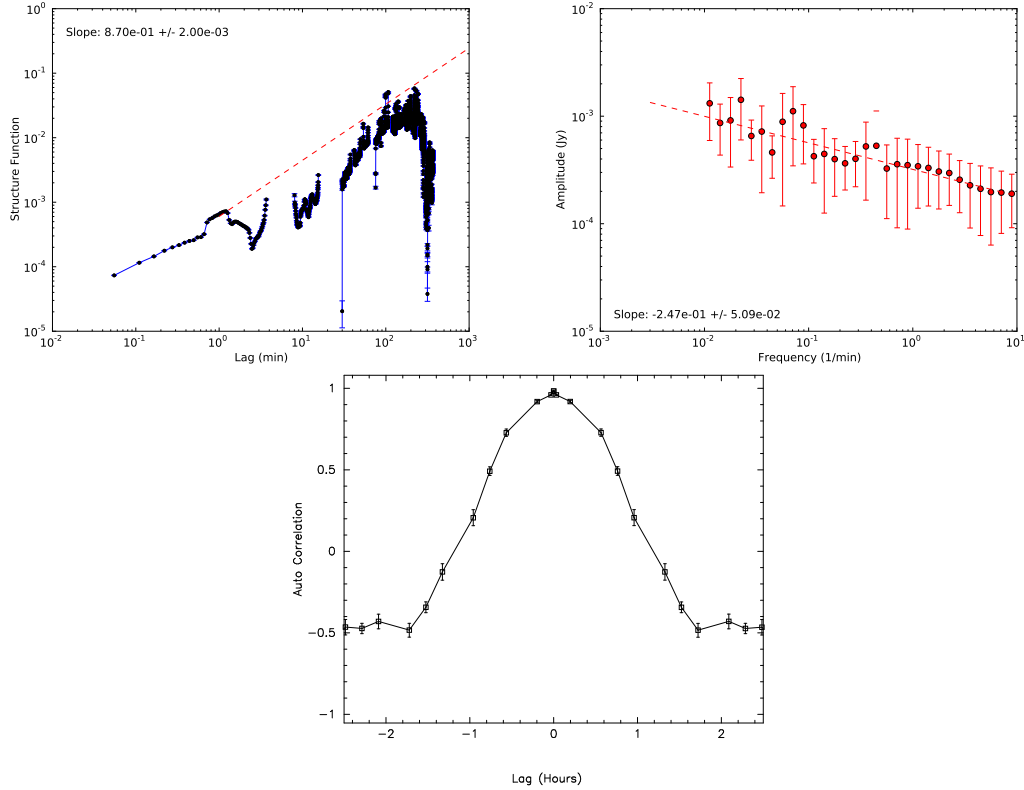 Slope: 8.70e-01 +/- 2.00e-03
10^0
10^-1
10^-2
10^-3
10^-4
10^-5
Structure Function
10^-2 10^-1 10^0 10^1 10^2 10^3
Lag (min)
10^-2
10^-3
10^-4
10^-5
Amplitude (Jy)
Slope: -2.47e-01 +/- 5.09e-02
10^-3 10^-2 10^-1 10^0 10^1
Frequency (1/min)
1
0.5
0
−0.5
−1
Auto Correlation
−2 −1 0 1 2
Lag (Hours)